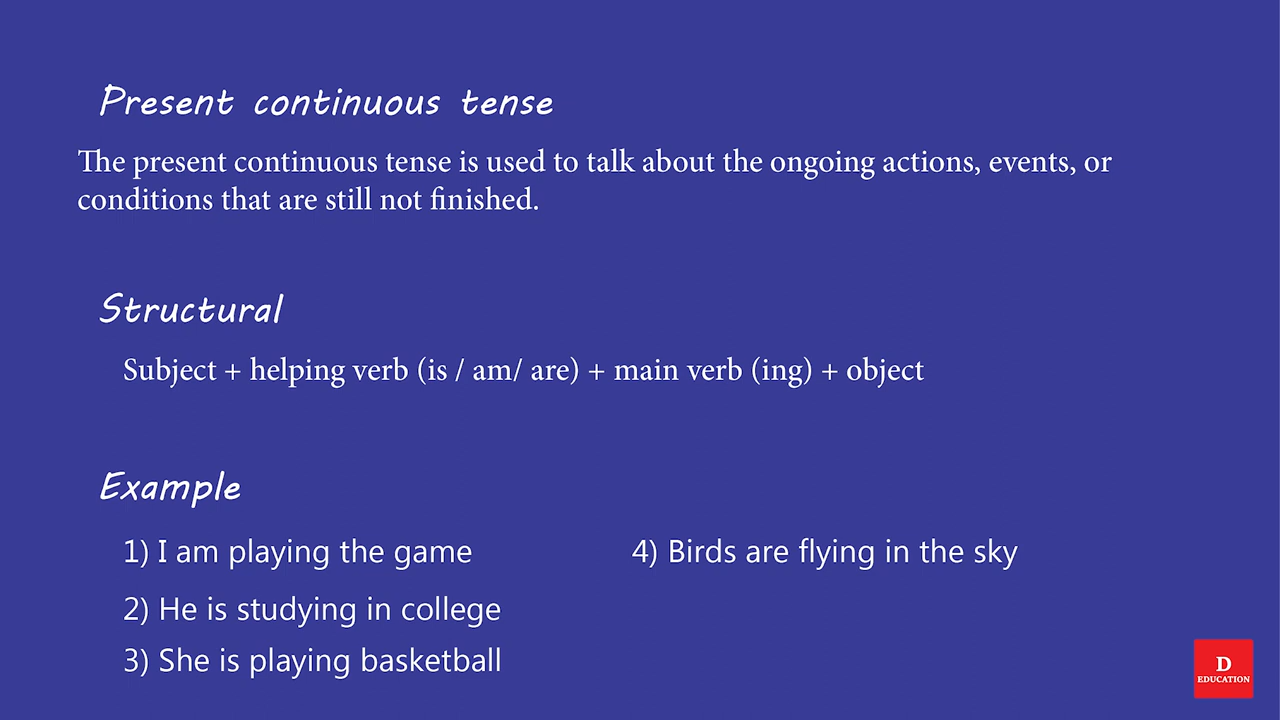 Present continuous tense
The present continuous tense is used to talk about the ongoing actions, events, or
conditions that are still not finished.
Structural
Subject + helping verb (is / am/ are) + main verb (ing) + object
Example
1) I am playing the game
2) He is studying in college
3) She is playing basketball
4) Birds are flying in the sky
D
EDUCATION